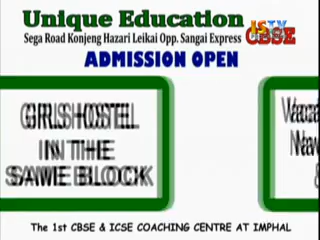 Unique Education
Sega Road Konjeng Hazari Leikai Opp. Sangai Express
CBSE
ADMISSION OPEN
GIRLS HOSTEL
IN THE
SAME BLOCK
The 1st CBSE & ICSE COACHING CENTRE AT IMPHAL